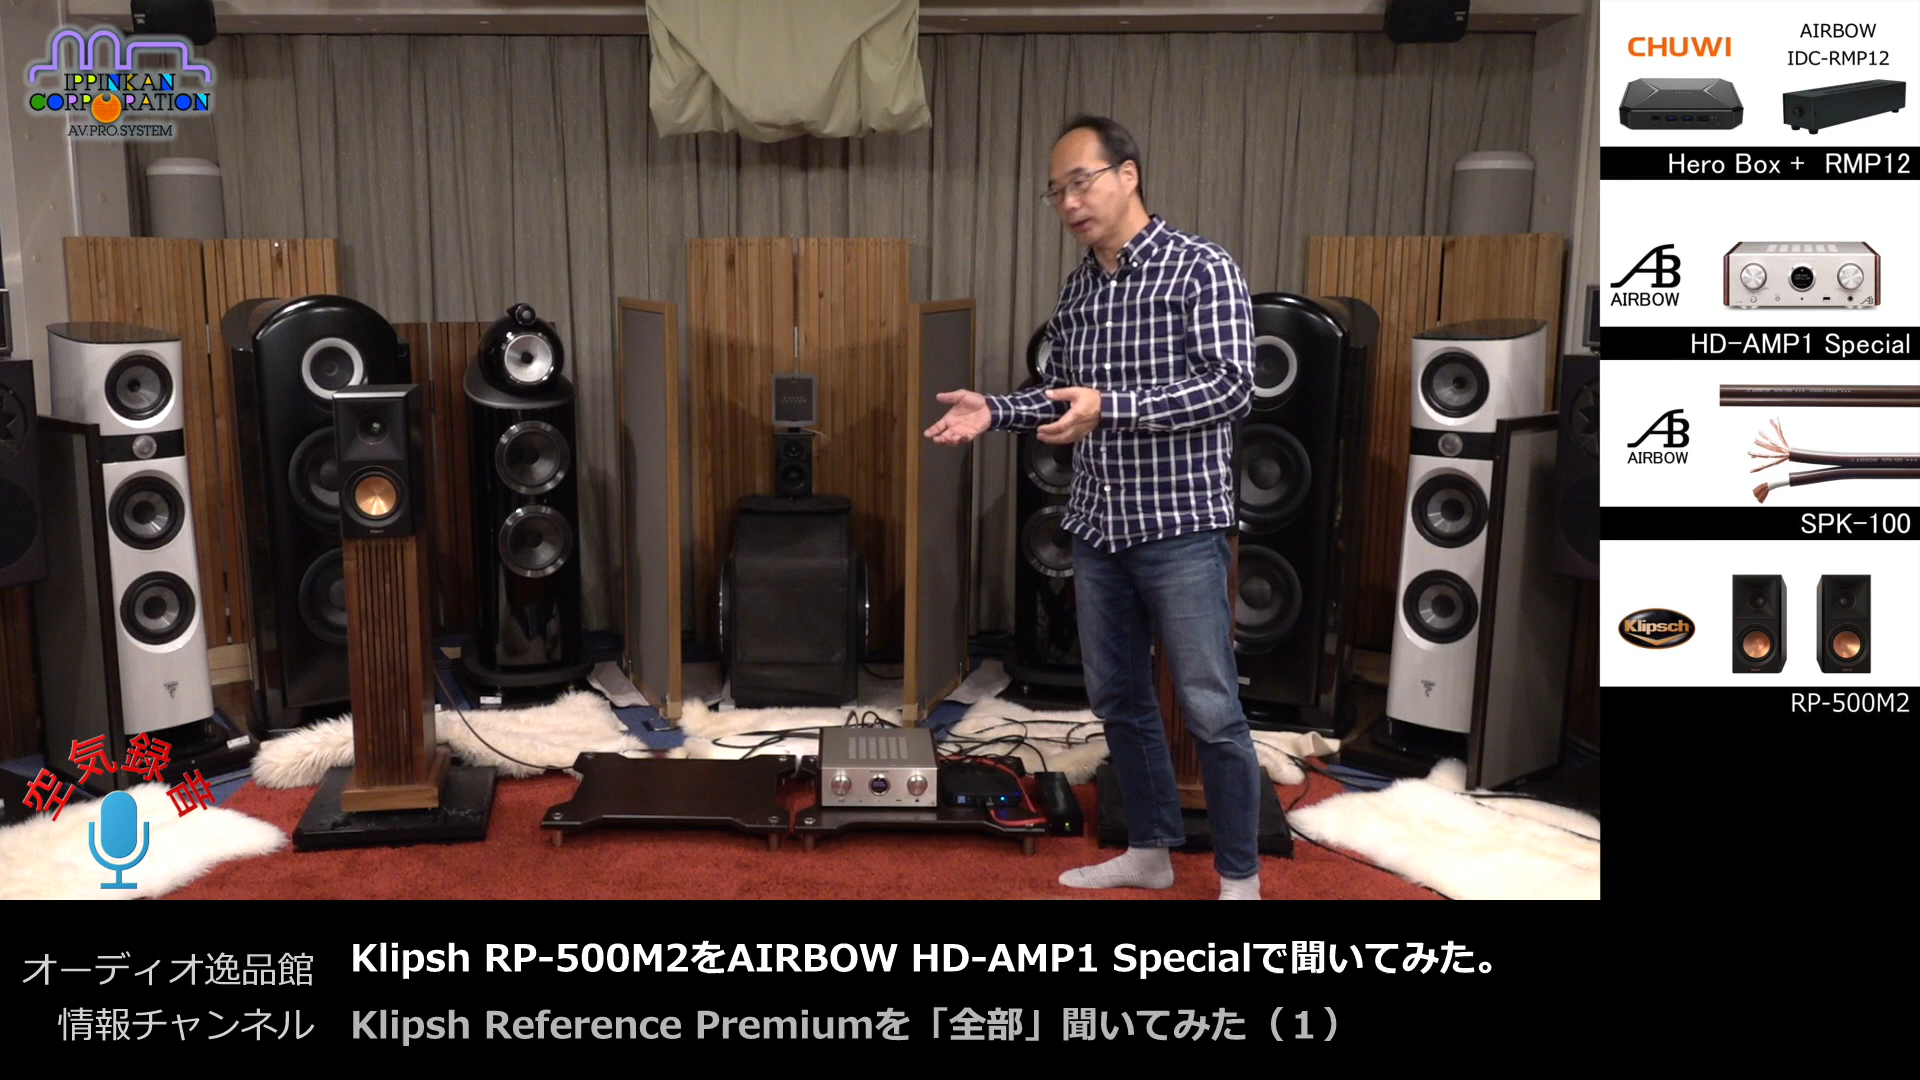 IPPINKAN
CORPORATION
AV.PRO.SYSTEM
空気録音
CHUWI
AIRBOW
IDC-RMP12
Hero Box + RMP12
AB
AIRBOW
HD-AMP1 Special
AB
AIRBOW
SPK-100
Klipsch
RP-500M2
オーディオ逸品館
情報チャンネル
Klipsh RP-500M2をAIRBOW HD-AMP1 Specialで聞いてみた。
Klipsh Reference Premiumを「全部」聞いてみた（１）